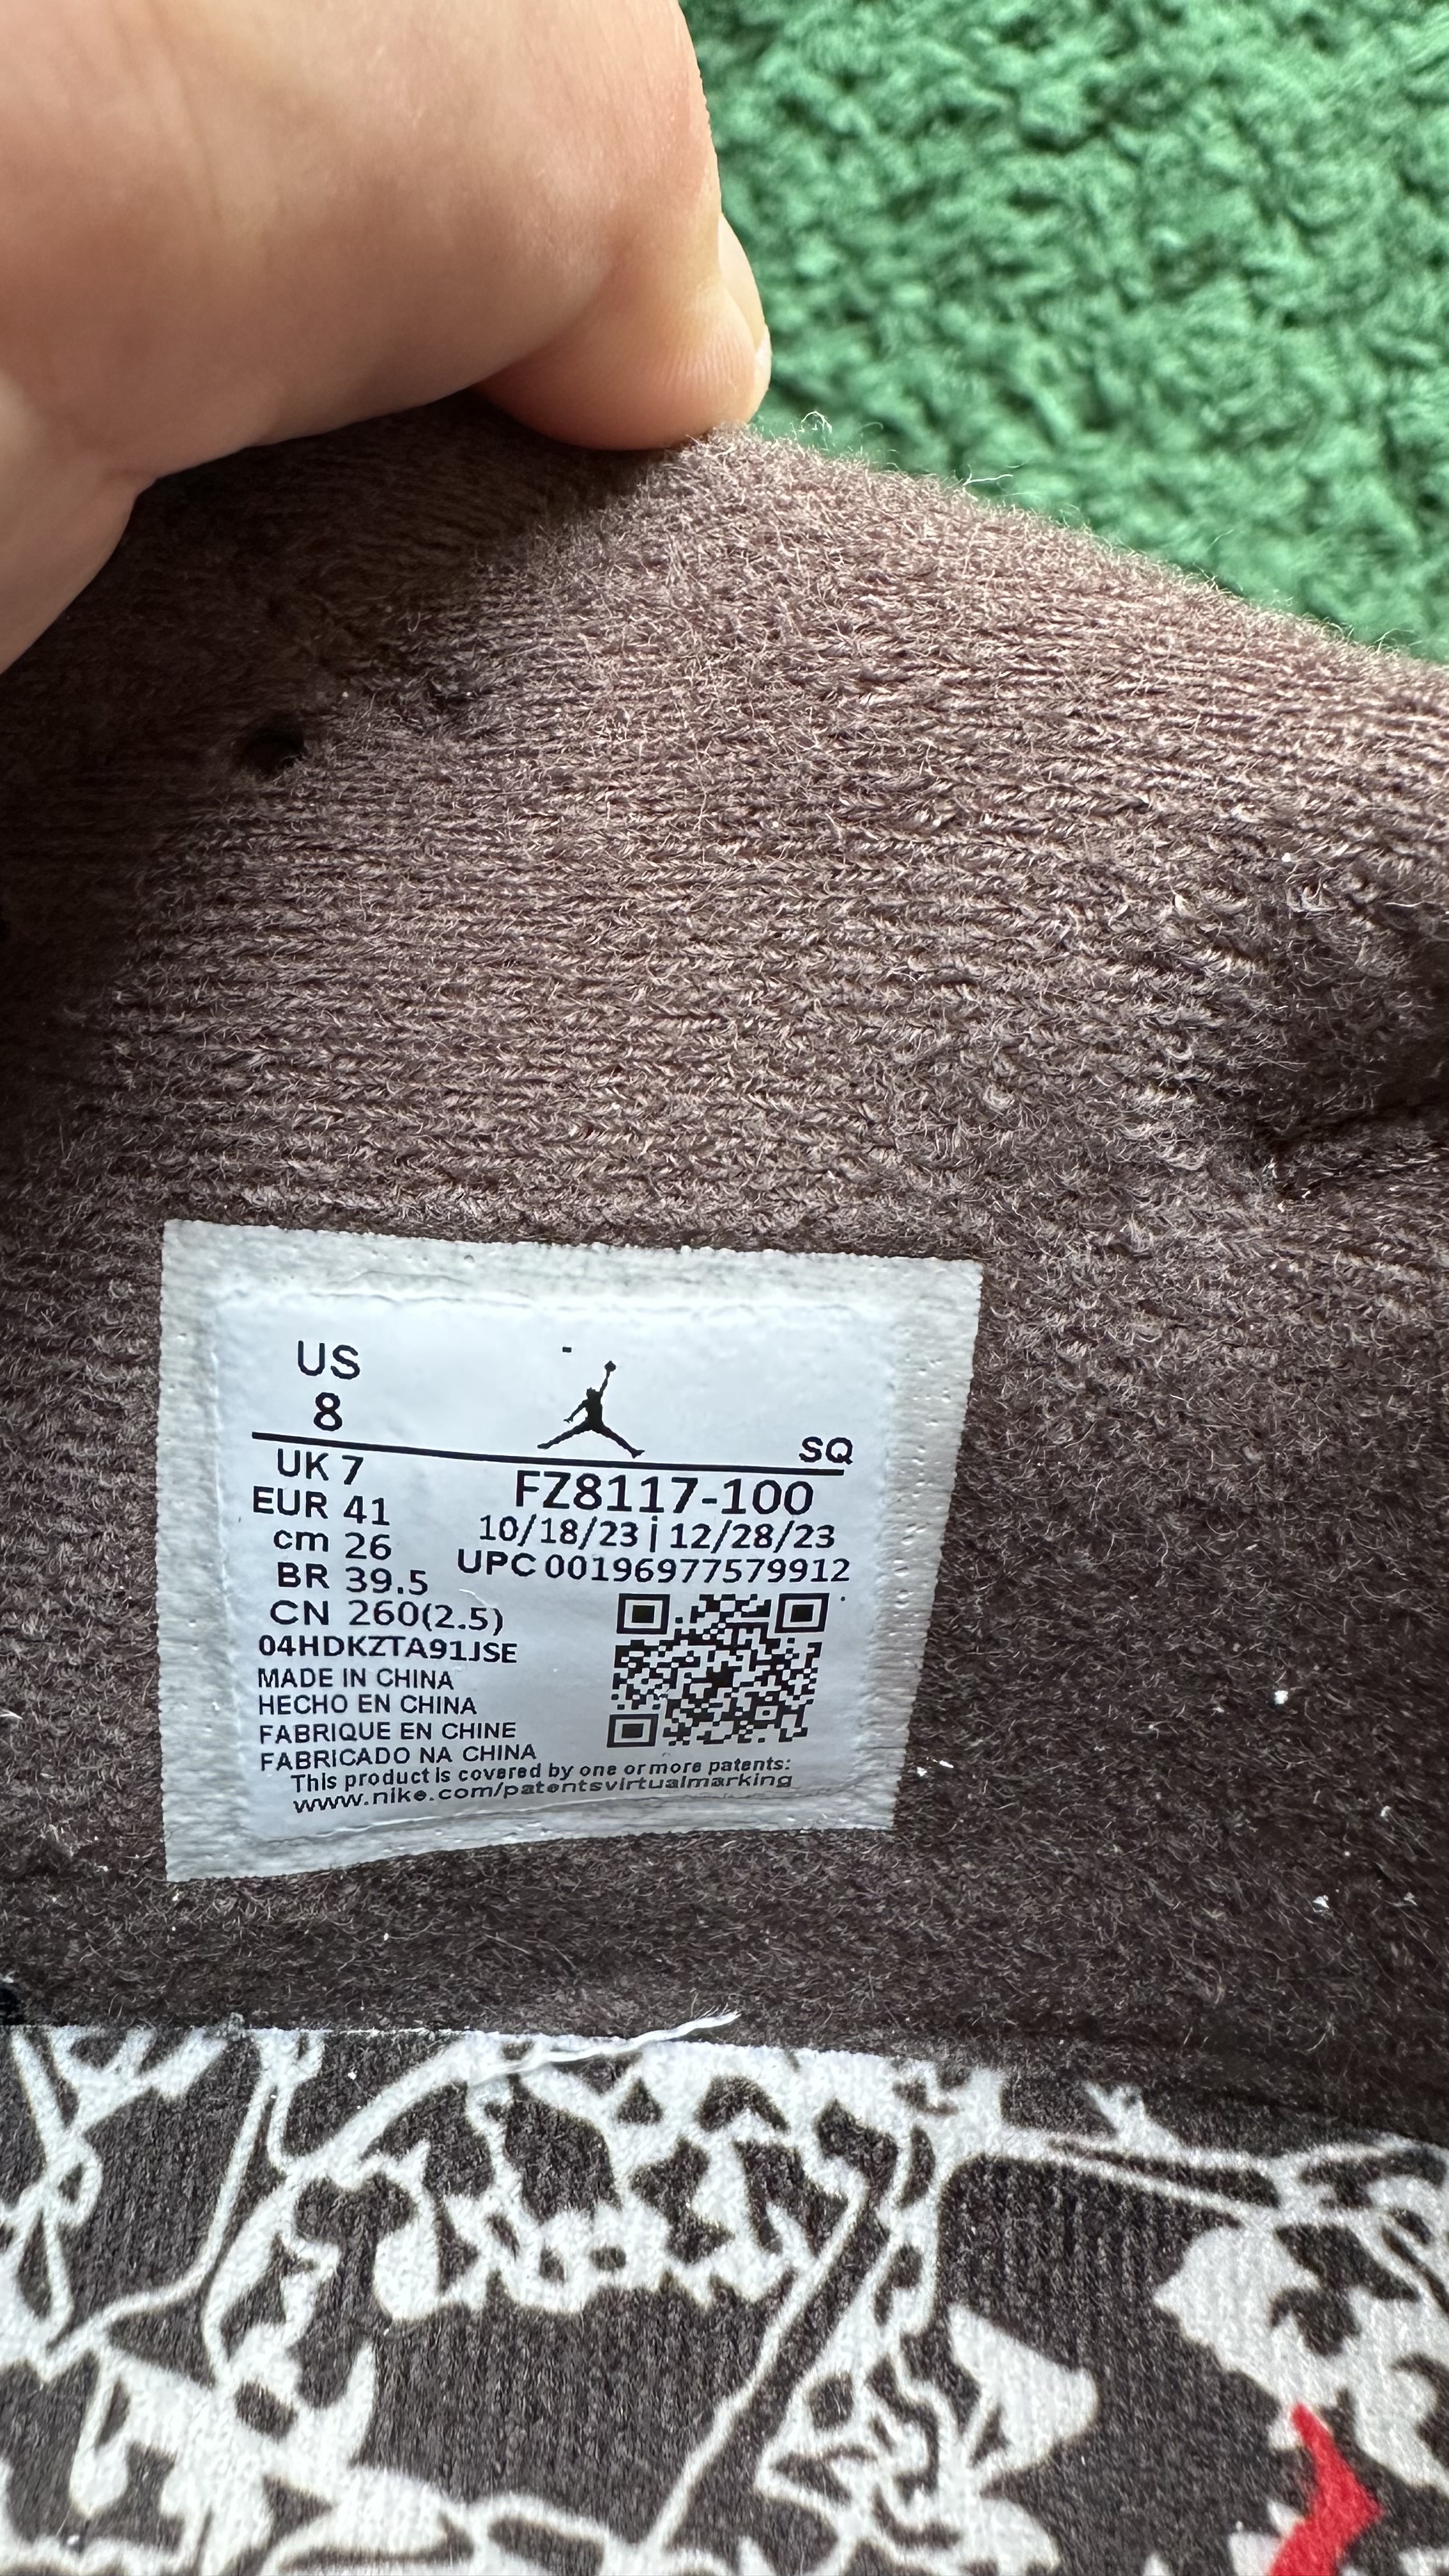 US
8
SQ
UK 7
EUR 41
cm 26
BR 39.5
CN 260(2.5)
FZ8117-100
10/18/23 | 12/28/23
UPC 00196977579912
04HDKZTA91JSE
MADE IN CHINA
HECHO EN CHINA
FABRIQUE EN CHINE
FABRICADO NA CHINA
This product is covered by one or more patents:
www.nike.com/patentsvirtualmarking